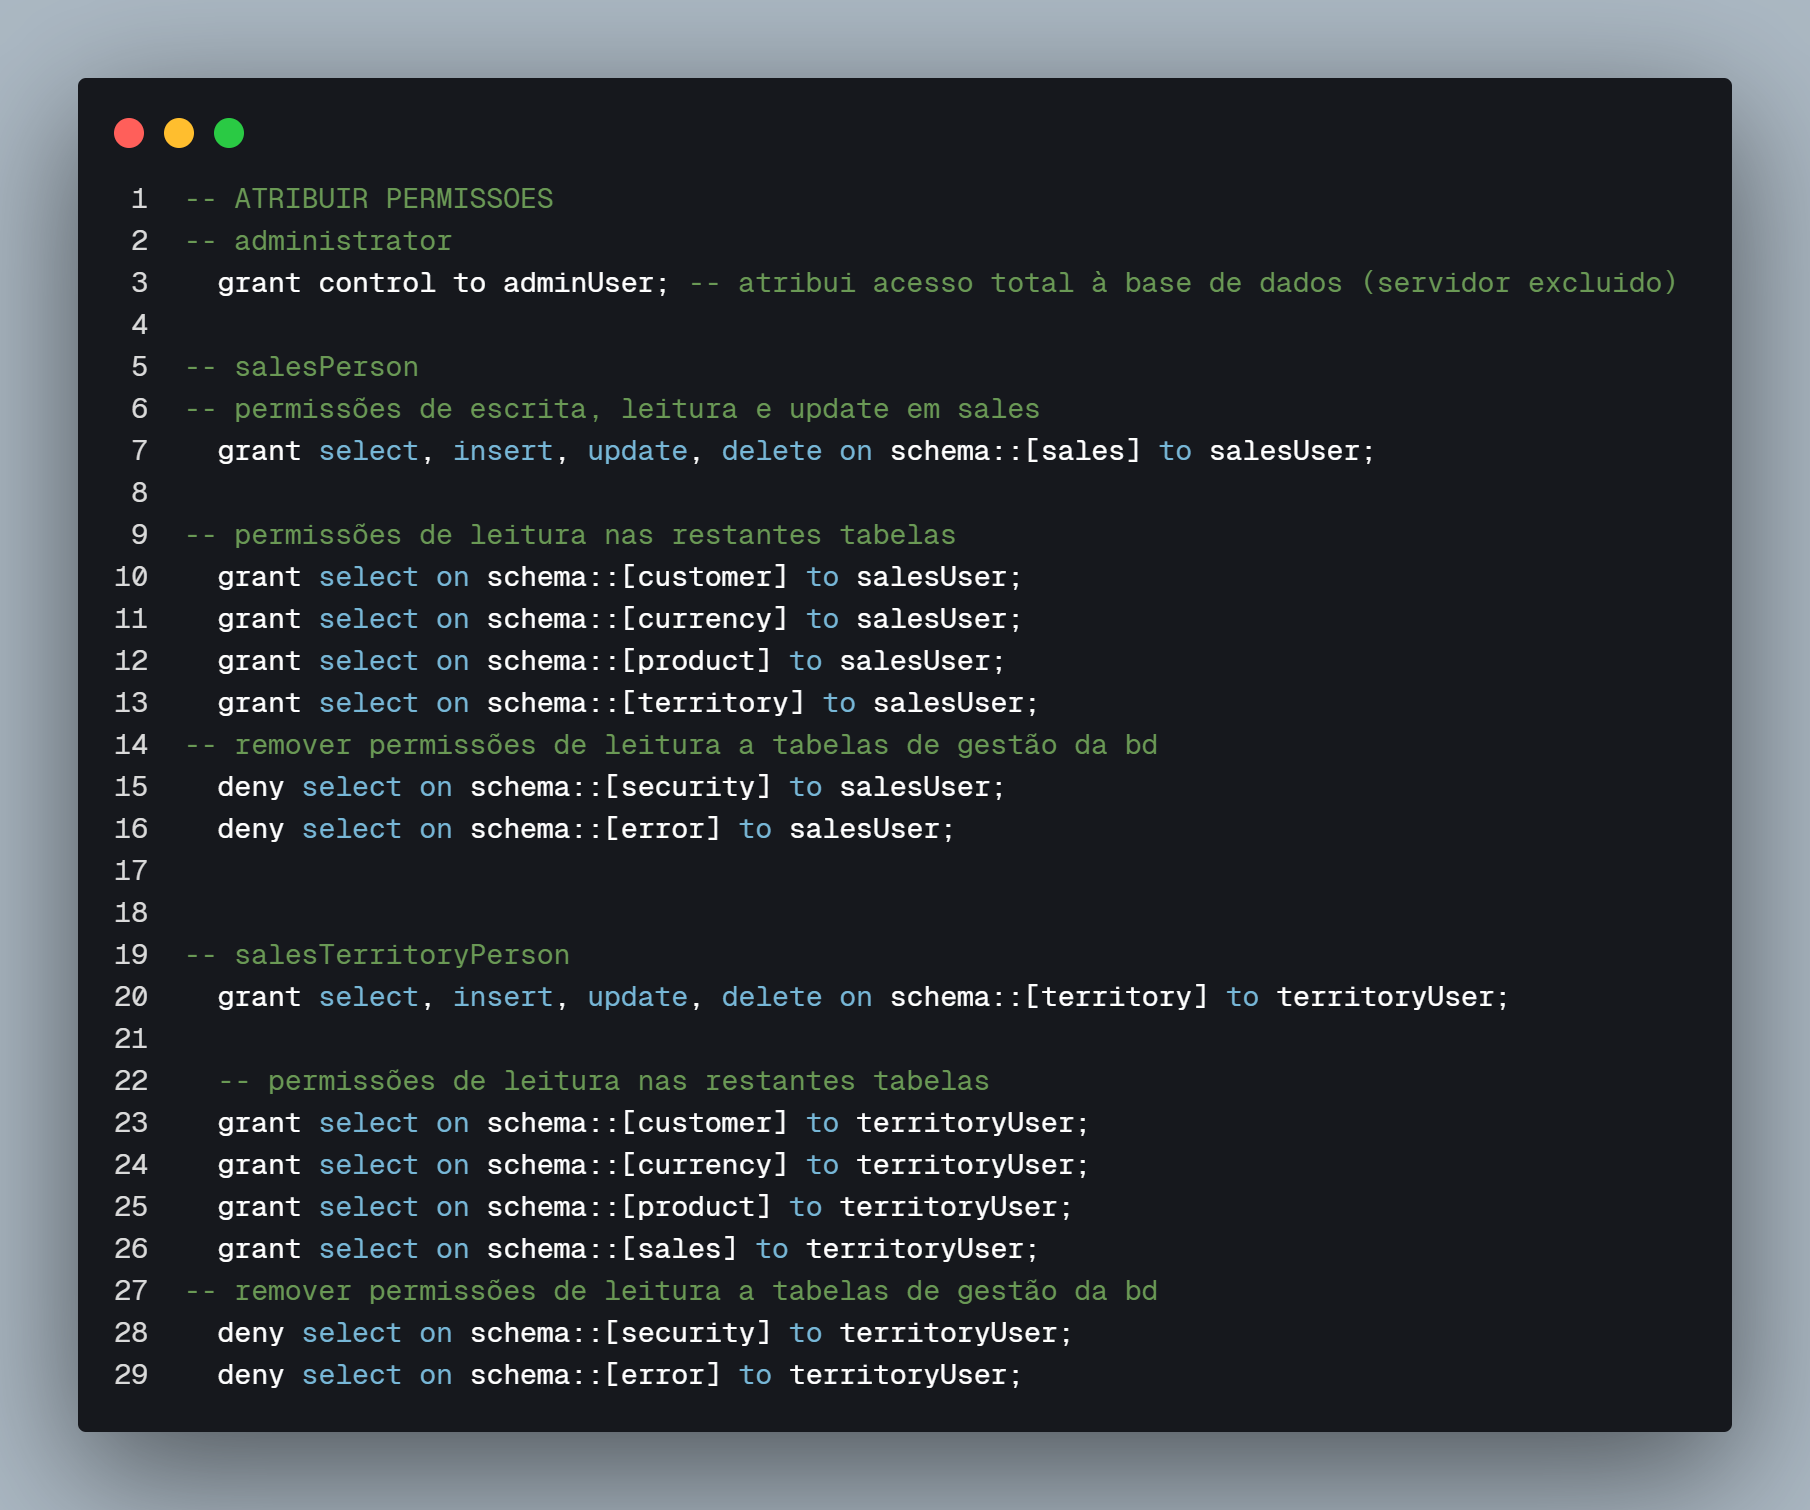 1 -- ATRIBUIR PERMISSOES
2 -- administrator
3 grant control to adminUser; -- atribui acesso total à base de dados (servidor excluido)
4
5 -- salesPerson
6 -- permissões de escrita, leitura e update em sales
7 grant select, insert, update, delete on schema::[sales] to salesUser;
8
9 -- permissões de leitura nas restantes tabelas
10 grant select on schema::[customer] to salesUser;
11 grant select on schema::[currency] to salesUser;
12 grant select on schema::[product] to salesUser;
13 grant select on schema::[territory] to salesUser;
14 -- remover permissões de leitura a tabelas de gestão da bd
15 deny select on schema::[security] to salesUser;
16 deny select on schema::[error] to salesUser;
17
18
19 -- salesTerritoryPerson
20 grant select, insert, update, delete on schema::[territory] to territoryUser;
21
22 -- permissões de leitura nas restantes tabelas
23 grant select on schema::[customer] to territoryUser;
24 grant select on schema::[currency] to territoryUser;
25 grant select on schema::[product] to territoryUser;
26 grant select on schema::[sales] to territoryUser;
27 -- remover permissões de leitura a tabelas de gestão da bd
28 deny select on schema::[security] to territoryUser;
29 deny select on schema::[error] to territoryUser;